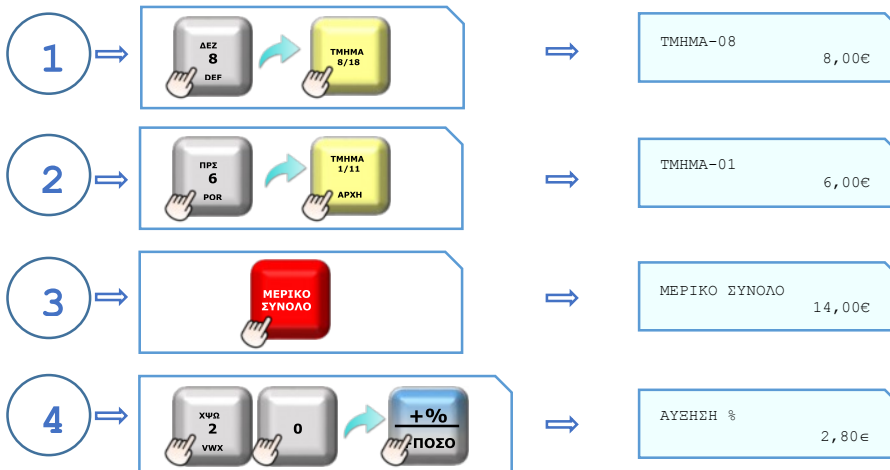 1
ΔΕΖ
8
DEF
ΤΜΗΜΑ
8/18
ΤΜΗΜΑ-08
8,00€
2
ΠΡΣ
6
POR
ΤΜΗΜΑ
1/11
ΑΡΧΗ
ΤΜΗΜΑ-01
6,00€
3
ΜΕΡΙΚΟ
ΣΥΝΟΛΟ
ΜΕΡΙΚΟ ΣΥΝΟΛΟ
14,00€
4
ΧΨΩ
2
VWX
0
+%
-ΠΟΣΟ
ΑΥΞΗΣΗ %
2,80€